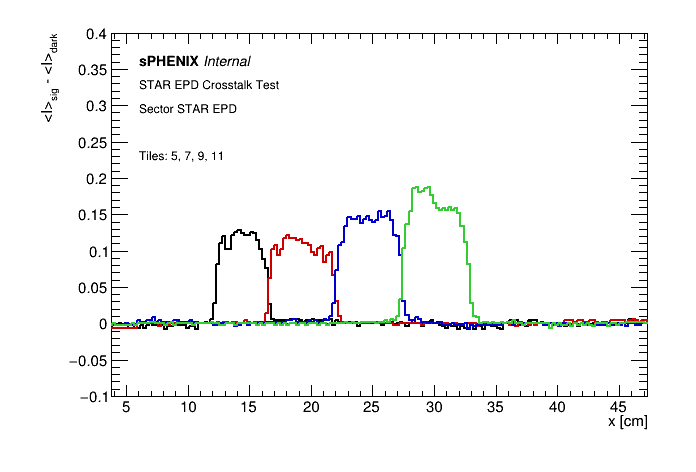 <I>sig - <I>dark
0.4
0.35
0.3
0.25
0.2
0.15
0.1
0.05
0
−0.05
−0.1
sPHENIX Internal
STAR EPD Crosstalk Test
Sector STAR EPD
Tiles: 5, 7, 9, 11
5 10 15 20 25 30 35 40 45
x [cm]